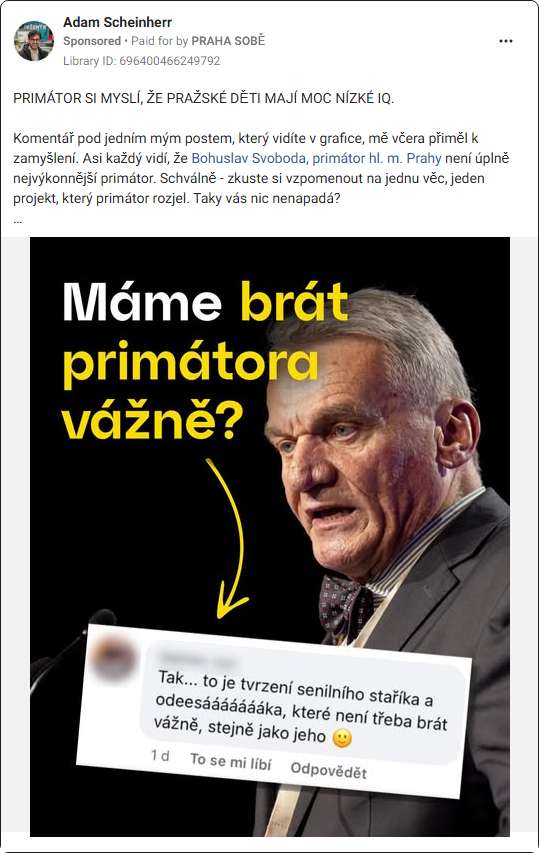 Adam Scheinherr
Sponsored • Paid for by PRAHA SOBĚ
Library ID: 696400466249792
PRIMÁTOR SI MYSLÍ, ŽE PRAŽSKÉ DĚTI MAJÍ MOC NÍZKÉ IQ.
Komentář pod jedním mým postem, který vidíte v grafice, mě včera přiměl k
zamyšlení. Asi každý vidí, že Bohuslav Svoboda, primátor hl. m. Prahy není úplně
nejvýkonnější primátor. Schválně - zkuste si vzpomenout na jednu věc, jeden
projekt, který primátor rozjel. Taky vás nic nenapadá?
...
Máme brát
primátora
vážně?
Tak... to je tvrzení senilního staříka a
odeesáááááááka, které není třeba brát
vážně, stejně jako jeho 🙂
1 d To se mi líbí Odpovědět